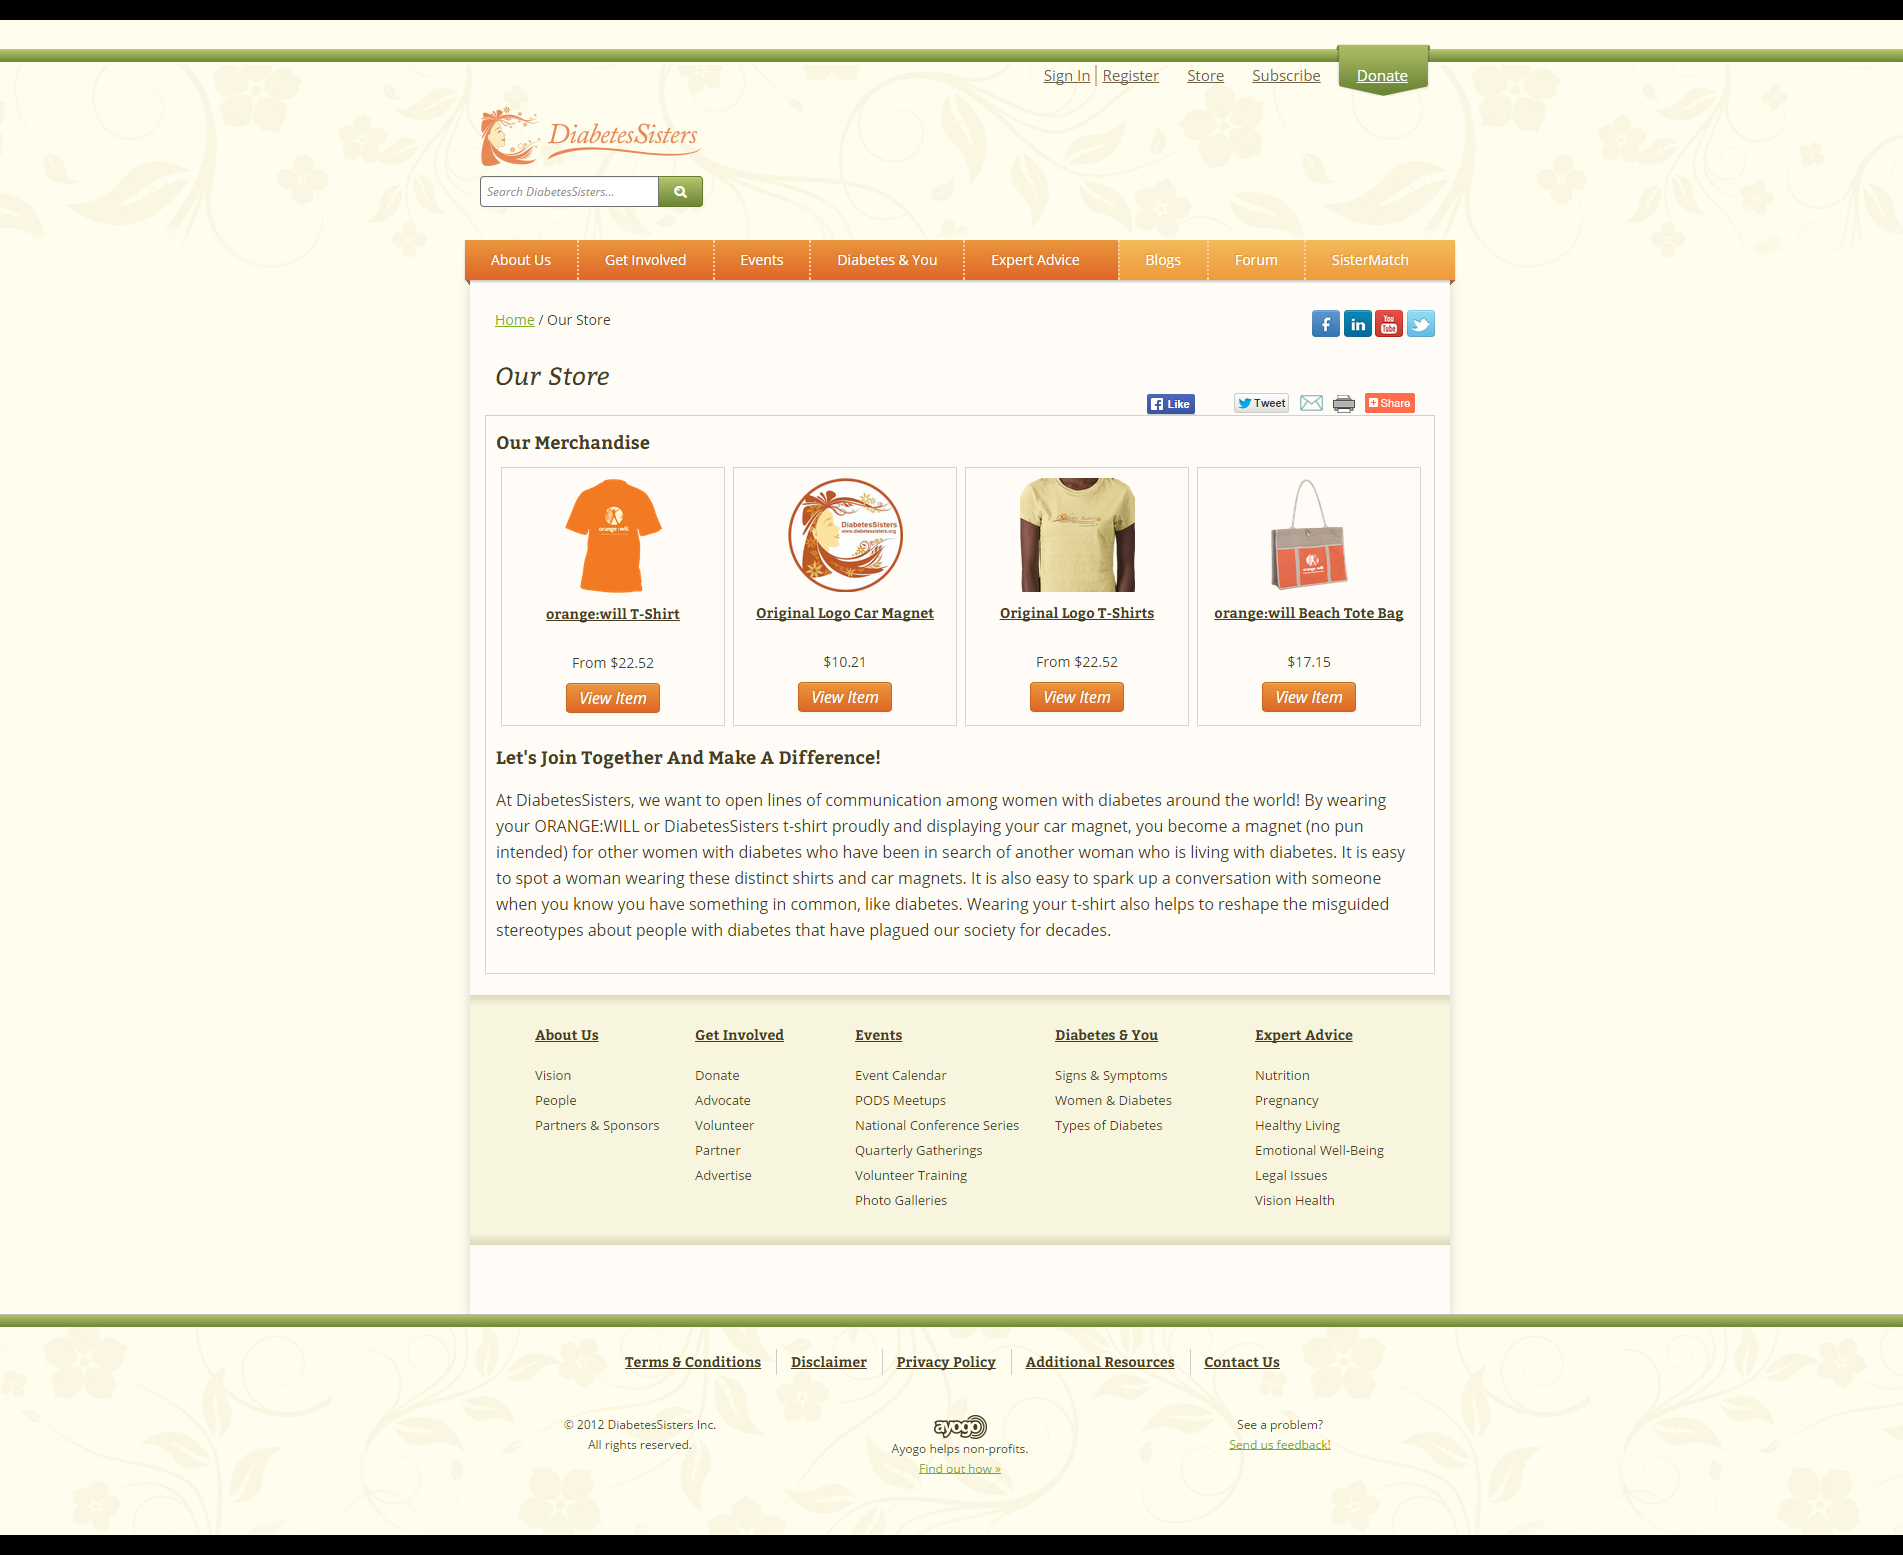 Sign In Register Store Subscribe Donate
DiabetesSisters
Search DiabetesSisters...
About Us Get Involved Events Diabetes & You Expert Advice Blogs Forum SisterMatch
Home / Our Store
You Tube
Our Store
Like Tweet Share
Our Merchandise
orange:will
DiabetesSisters
www.diabetessisters.org
orange:will
orange:will T-Shirt
From $22.52
View Item
Original Logo Car Magnet
$10.21
View Item
Original Logo T-Shirts
From $22.52
View Item
orange:will Beach Tote Bag
$17.15
View Item
Let's Join Together And Make A Difference!
At DiabetesSisters, we want to open lines of communication among women with diabetes around the world! By wearing
your ORANGE:WILL or DiabetesSisters t-shirt proudly and displaying your car magnet, you become a magnet (no pun
intended) for other women with diabetes who have been in search of another woman who is living with diabetes. It is easy
to spot a woman wearing these distinct shirts and car magnets. It is also easy to spark up a conversation with someone
when you know you have something in common, like diabetes. Wearing your t-shirt also helps to reshape the misguided
stereotypes about people with diabetes that have plagued our society for decades.
About Us
Vision
People
Partners & Sponsors
Get Involved
Donate
Advocate
Volunteer
Partner
Advertise
Events
Event Calendar
PODS Meetups
National Conference Series
Quarterly Gatherings
Volunteer Training
Photo Galleries
Diabetes & You
Signs & Symptoms
Women & Diabetes
Types of Diabetes
Expert Advice
Nutrition
Pregnancy
Healthy Living
Emotional Well-Being
Legal Issues
Vision Health
Terms & Conditions Disclaimer Privacy Policy Additional Resources Contact Us
© 2012 DiabetesSisters Inc.
All rights reserved.
ayogo
Ayogo helps non-profits.
Find out how »
See a problem?
Send us feedback!